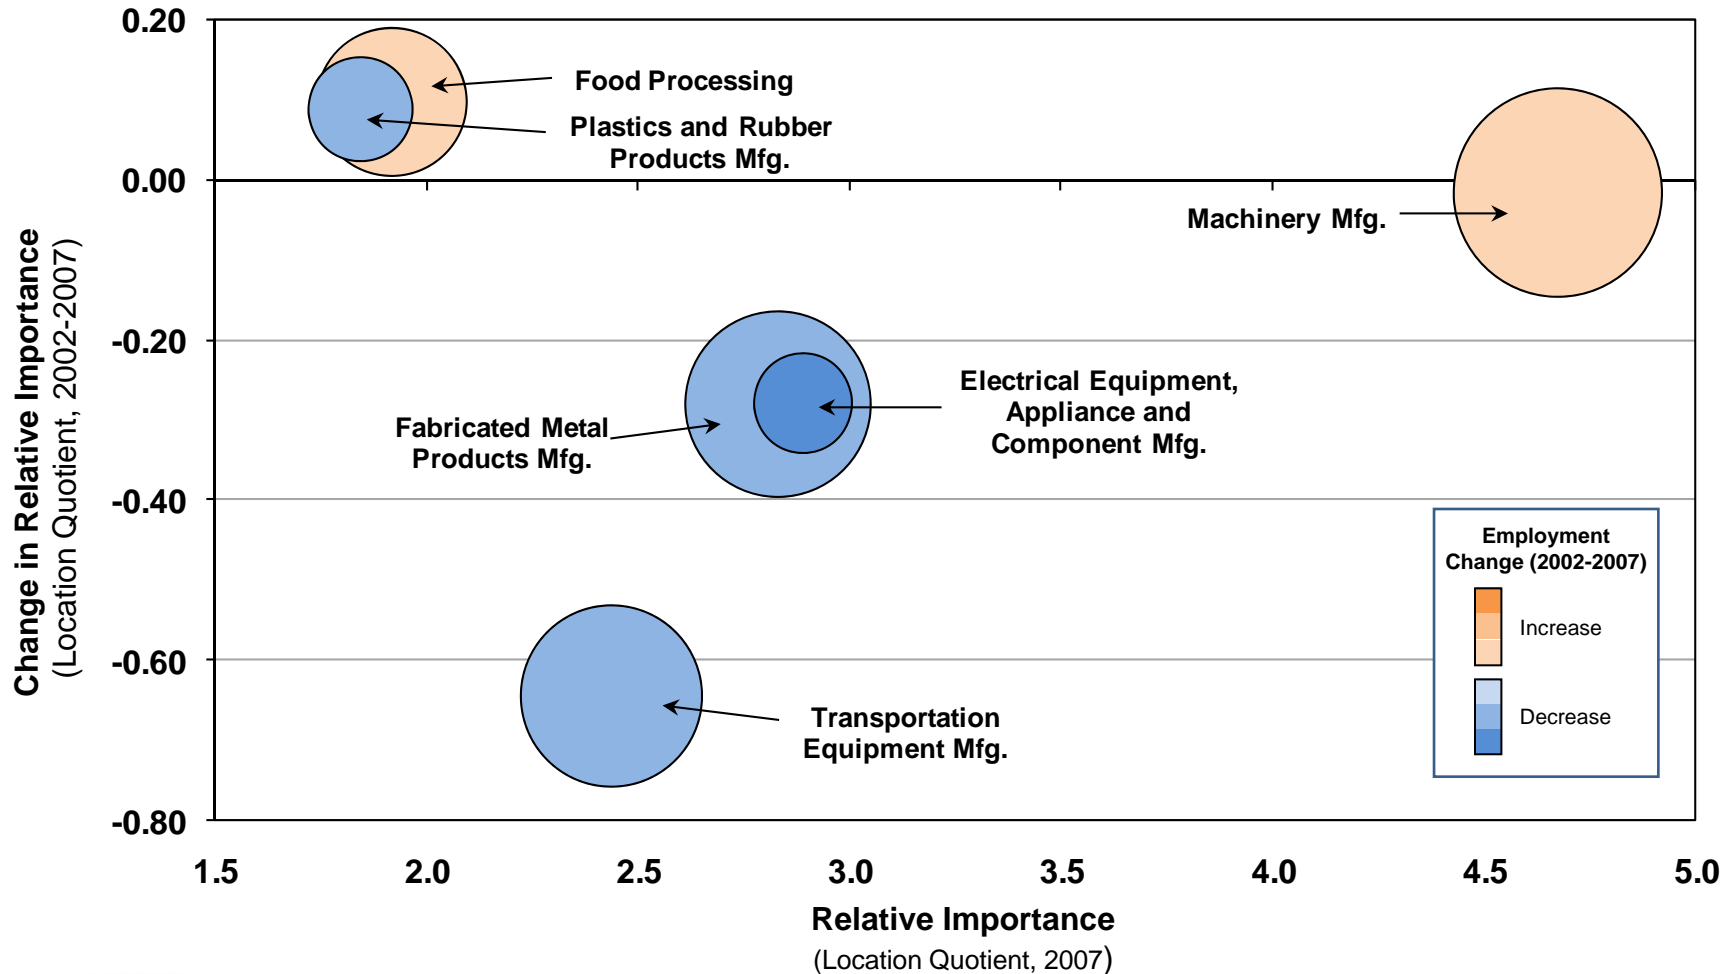 0.20
0.00
-0.20
-0.40
-0.60
-0.80
Change in Relative Importance
(Location Quotient, 2002-2007)
Food Processing
Plastics and Rubber
Products Mfg.
Machinery Mfg.
Electrical Equipment,
Appliance and
Component Mfg.
Fabricated Metal
Products Mfg.
Transportation
Equipment Mfg.
Employment
Change (2002-2007)
Increase
Decrease
1.5 2.0 2.5 3.0 3.5 4.0 4.5 5.0
Relative Importance
(Location Quotient, 2007)